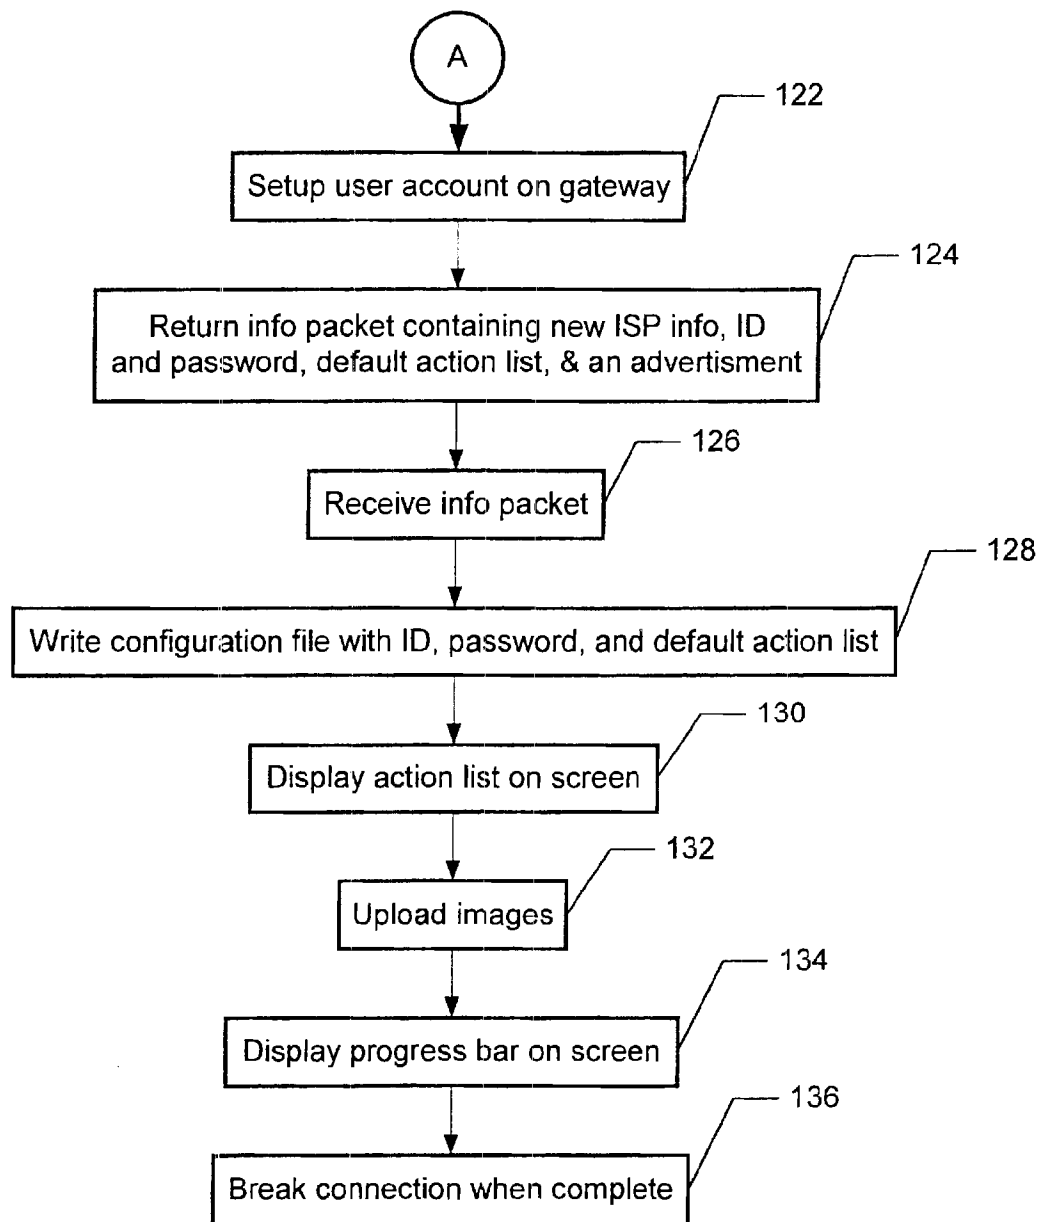 A
122
Setup user account on gateway
124
Return info packet containing new ISP info, ID
and password, default action list, & an advertisment
126
Receive info packet
128
Write configuration file with ID, password, and default action list
130
Display action list on screen
132
Upload images
134
Display progress bar on screen
136
Break connection when complete